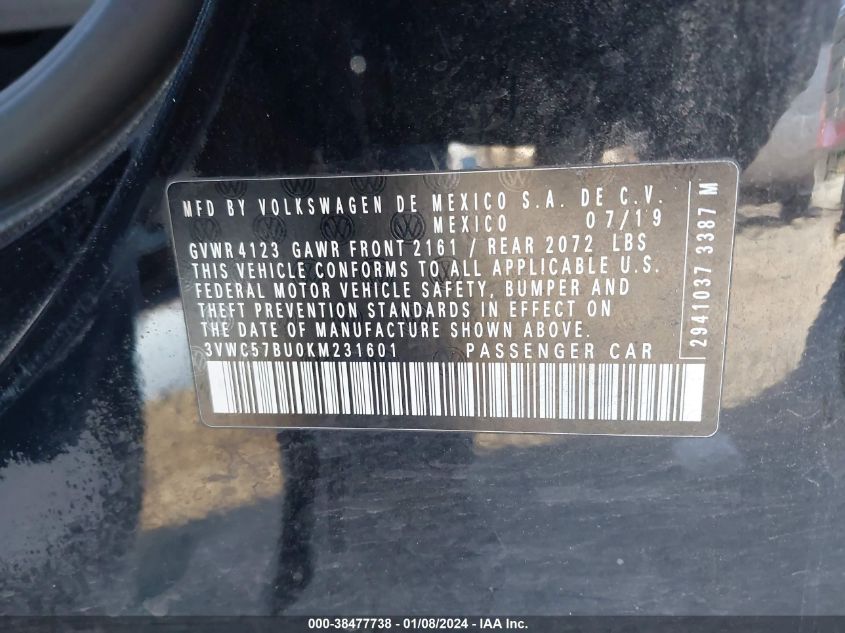 MFD BY VOLKSWAGEN DE MEXICO S.A. DE C.V.
MEXICO 07/19
GVWR 4123 GAWR FRONT 2161 / REAR 2072 LBS
THIS VEHICLE CONFORMS TO ALL APPLICABLE U.S.
FEDERAL MOTOR VEHICLE SAFETY, BUMPER AND
THEFT PREVENTION STANDARDS IN EFFECT ON
THE DATE OF MANUFACTURE SHOWN ABOVE.
3VWC57BU0KM231601 PASSENGER CAR
2941037 3387 M
000-38477738 - 01/08/2024 - IAA Inc.